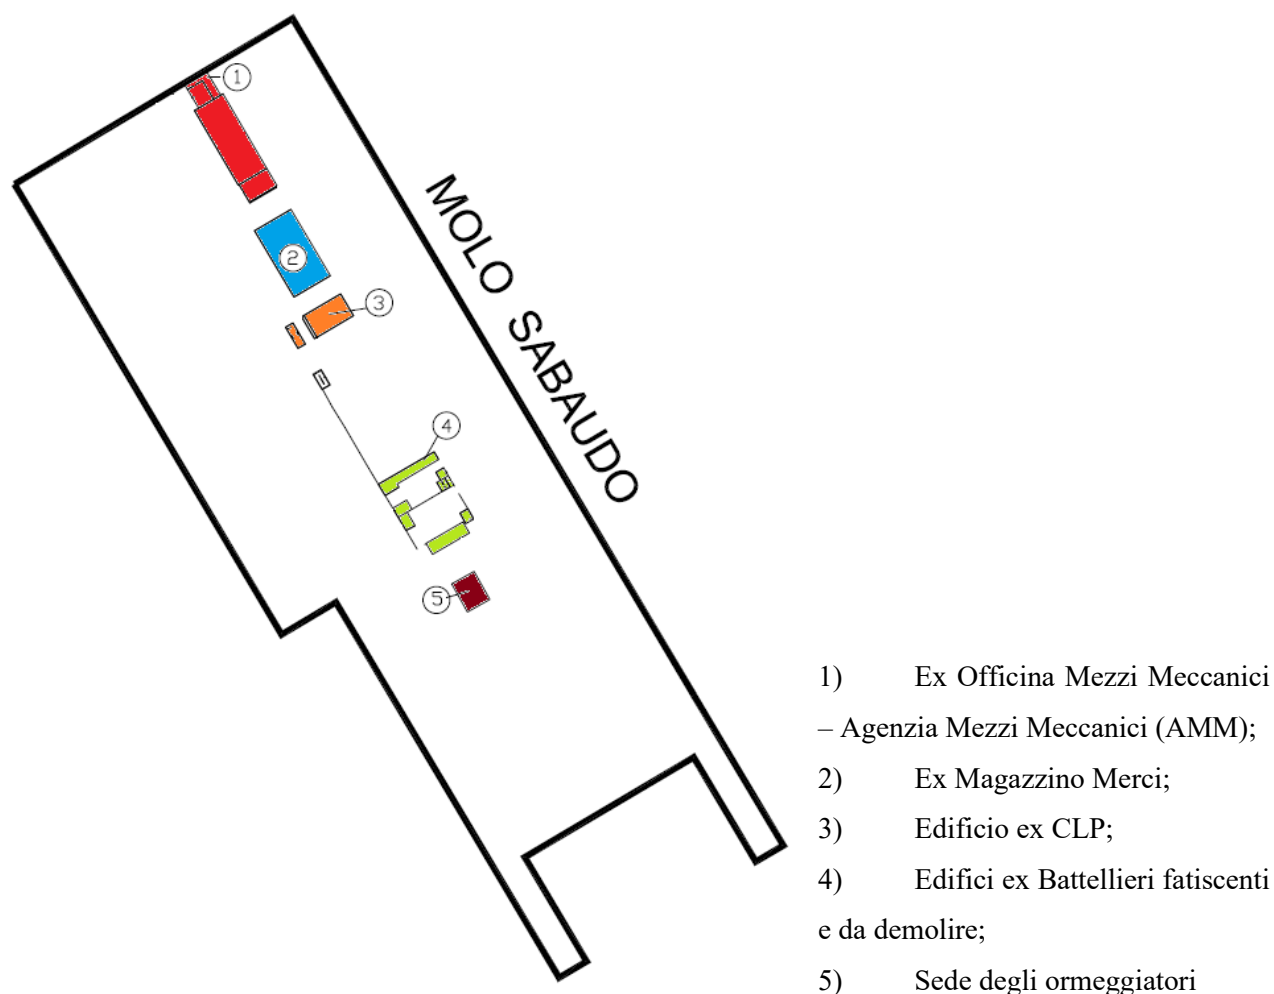 1
2
3
4
5
MOLO SABAUDO
1) Ex Officina Mezzi Meccanici
– Agenzia Mezzi Meccanici (AMM);
2) Ex Magazzino Merci;
3) Edificio ex CLP;
4) Edifici ex Battellieri fatiscenti
e da demolire;
5) Sede degli ormeggiatori